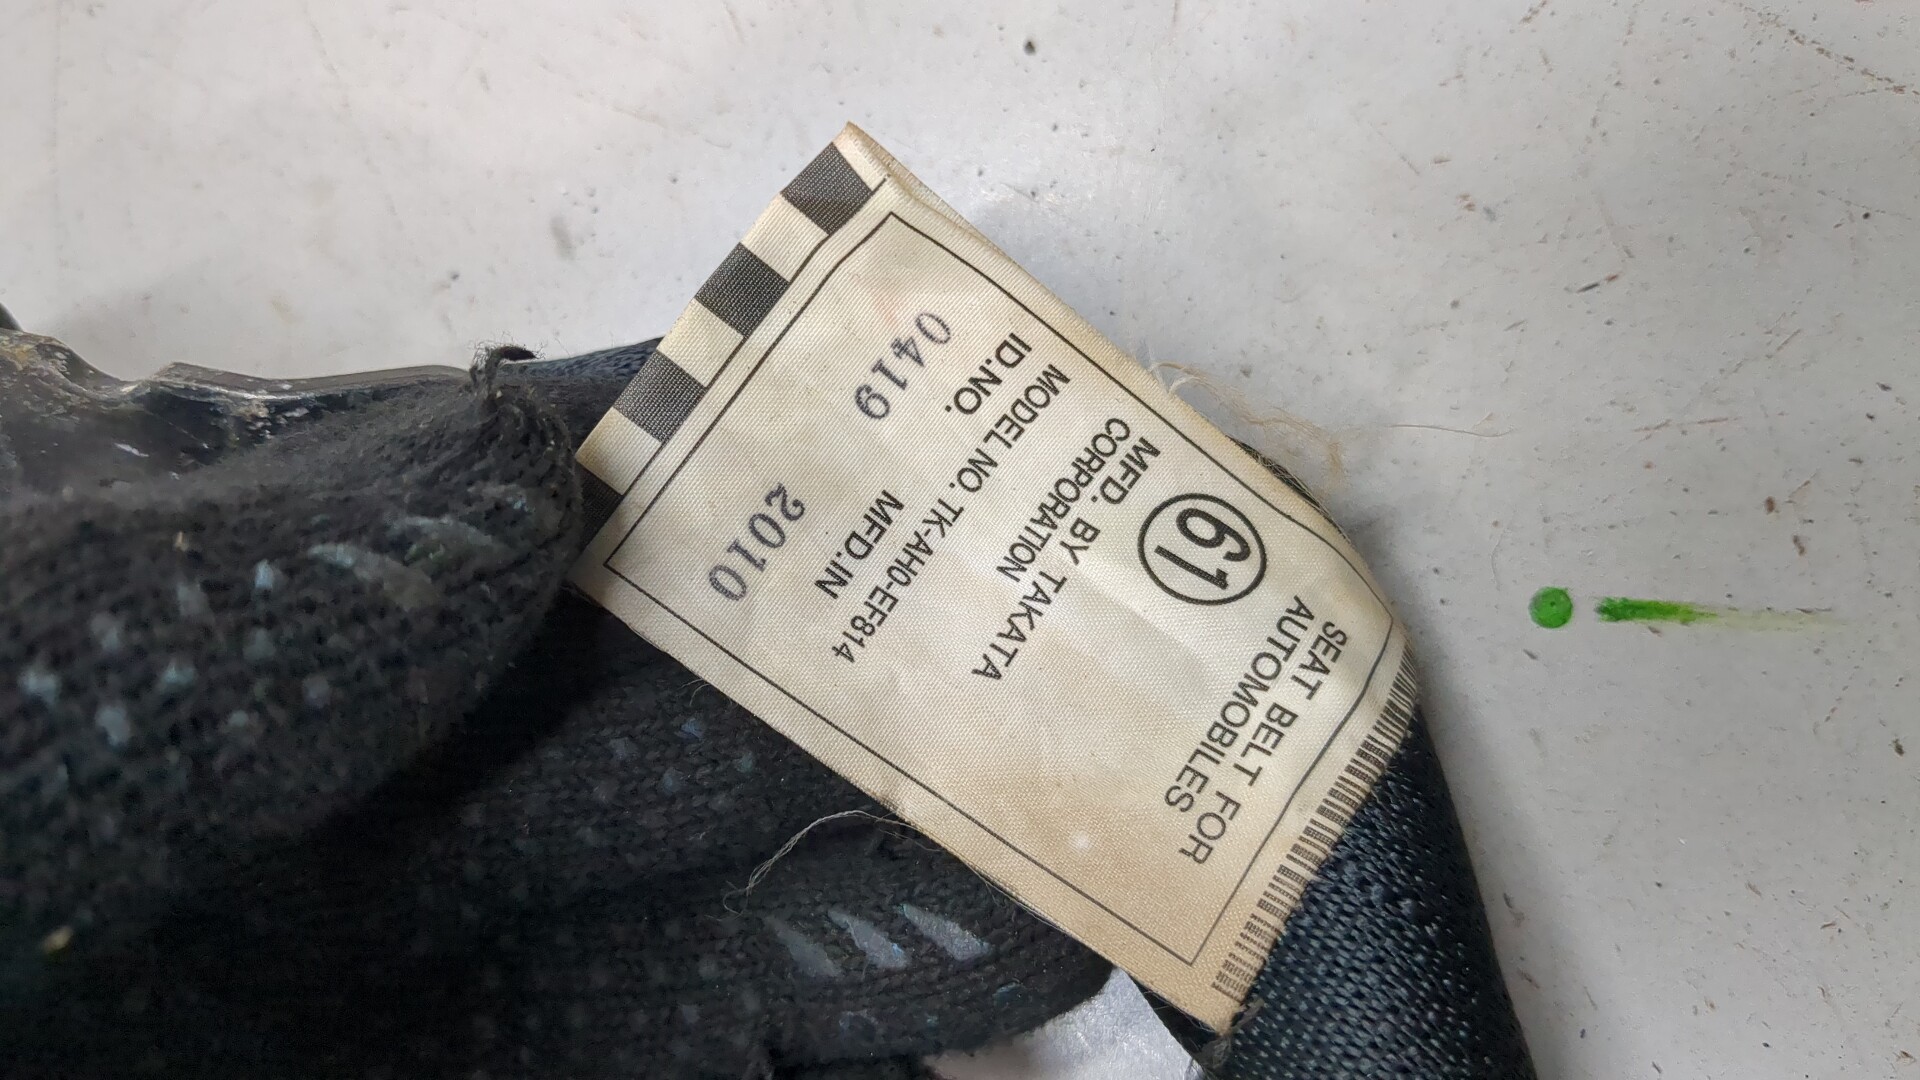 SEAT BELT FOR
AUTOMOBILES
61
MFD. BY TAKATA
CORPORATION
MODEL NO. TK-AH0-EF814
ID.NO. MFD.IN
0419 2010